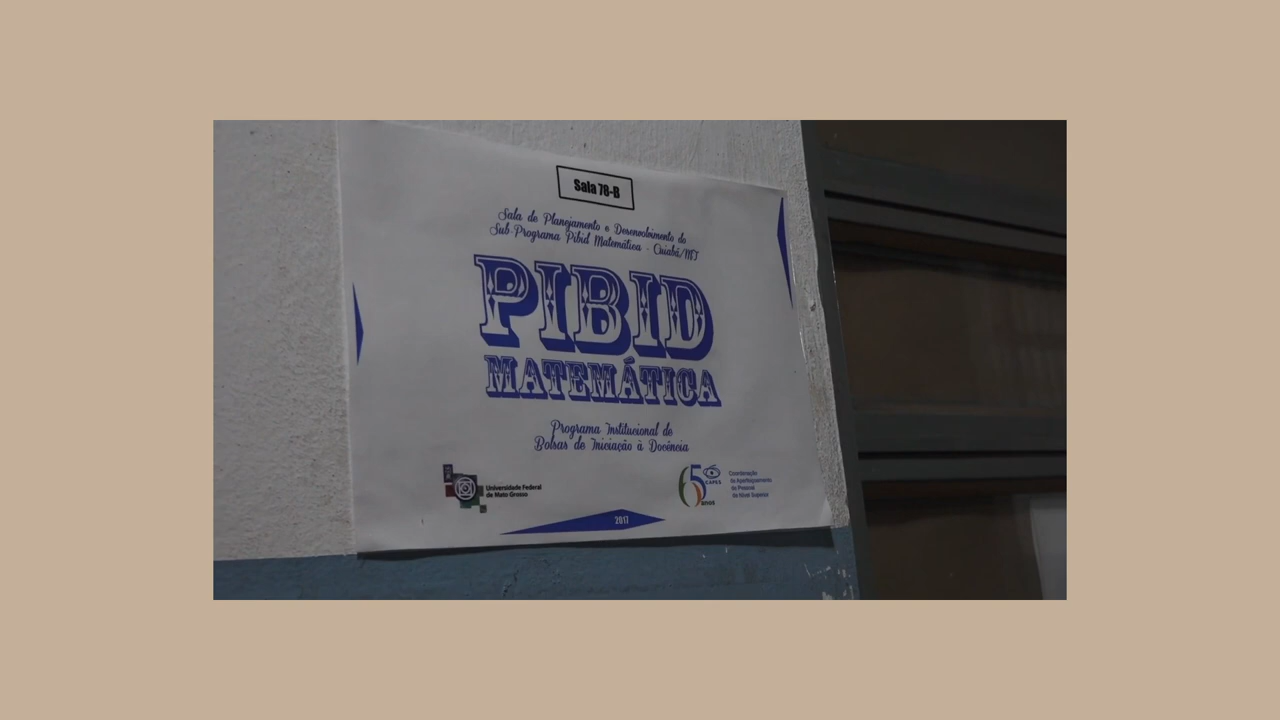 Sala 78-B
Sala de Planejamento e Desenvolvimento do
Sub-Programa Pibid Matemática - Cuiabá/MT
PIBID
MATEMÁTICA
Programa Institucional de
Bolsas de Iniciação à Docência
Universidade Federal
de Mato Grosso
65
CAPES
anos
Coordenação
de Aperfeiçoamento
de Pessoal
de Nível Superior
2017